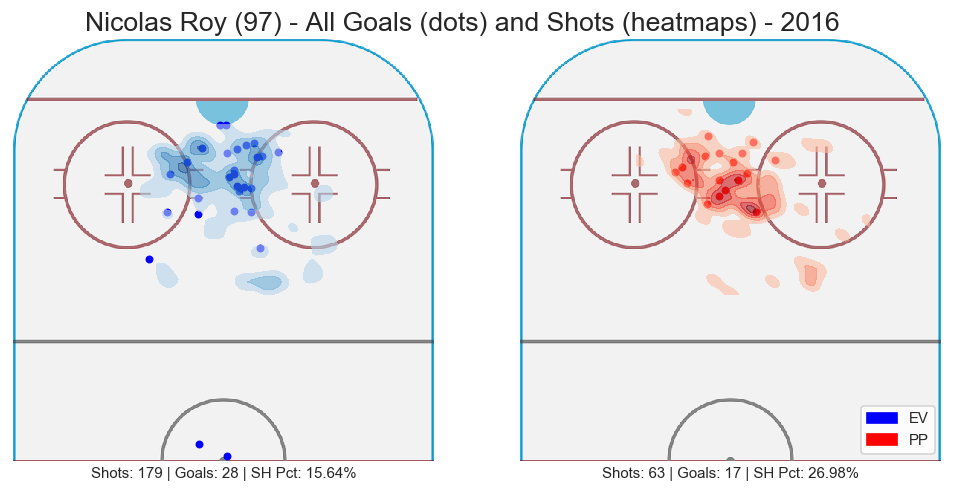 Nicolas Roy (97) - All Goals (dots) and Shots (heatmaps) - 2016
EV
PP
Shots: 179 | Goals: 28 | SH Pct: 15.64%
Shots: 63 | Goals: 17 | SH Pct: 26.98%